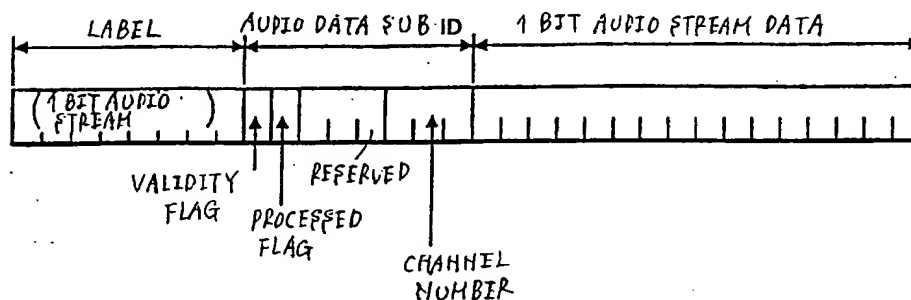 LABEL
AUDIO DATA SUB ID
1 BIT AUDIO STREAM DATA
(1 BIT AUDIO
STREAM)
VALIDITY
FLAG
PROCESSED
FLAG
RESERVED
CHANNEL
NUMBER